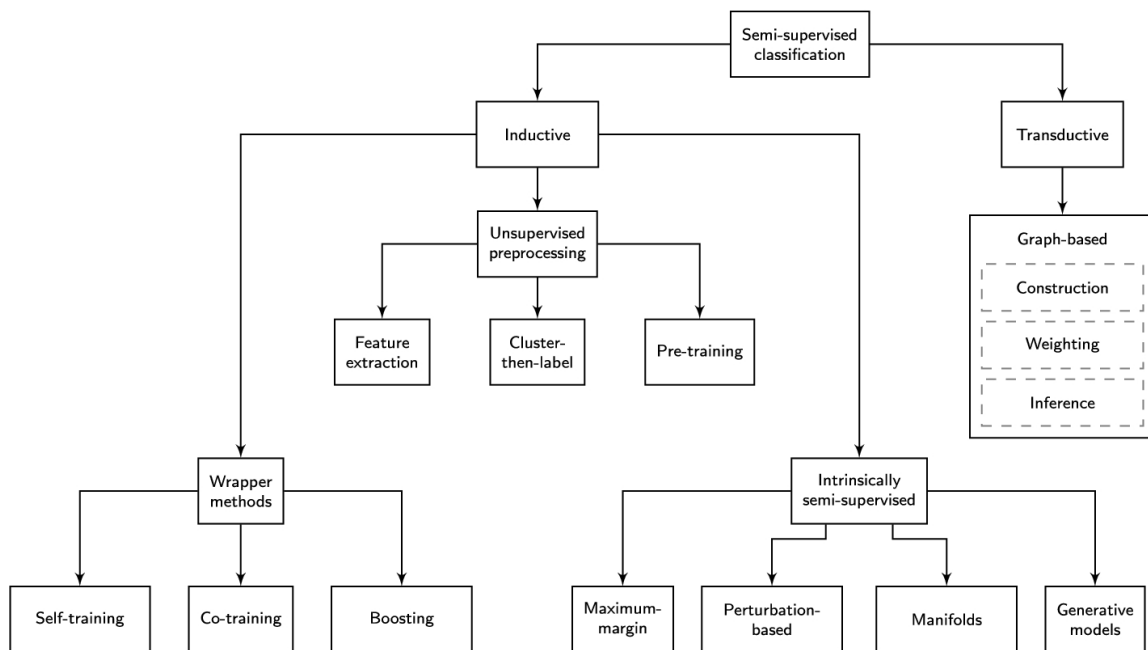 Semi-supervised
classification
Inductive
Transductive
Unsupervised
preprocessing
Graph-based
Construction
Weighting
Inference
Feature
extraction
Cluster-
then-label
Pre-training
Wrapper
methods
Intrinsically
semi-supervised
Self-training
Co-training
Boosting
Maximum-
margin
Perturbation-
based
Manifolds
Generative
models